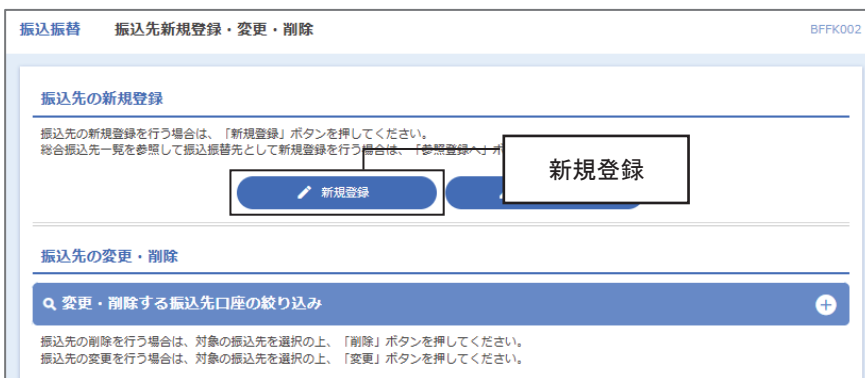 振込振替 振込先新規登録・変更・削除 BFFK002
振込先の新規登録
振込先の新規登録を行う場合は、「新規登録」ボタンを押してください。
総合振込先一覧を参照して振込振替先として新規登録を行う場合は、「参照登録へ」ボ
新規登録
新規登録
振込先の変更・削除
変更・削除する振込先口座の絞り込み
振込先の削除を行う場合は、対象の振込先を選択の上、「削除」ボタンを押してください。
振込先の変更を行う場合は、対象の振込先を選択の上、「変更」ボタンを押してください。